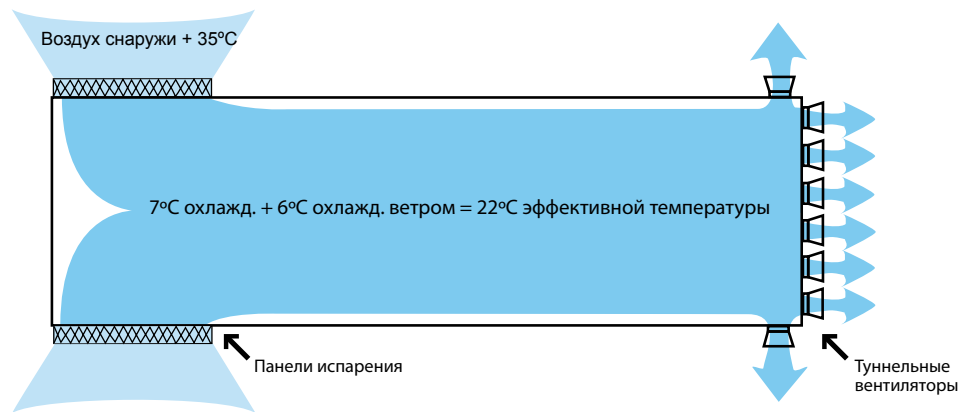 Воздух снаружи + 35ºC
7ºC охлажд. + 6ºC охлажд. ветром = 22ºC эффективной температуры
Панели испарения
Туннельные
вентиляторы